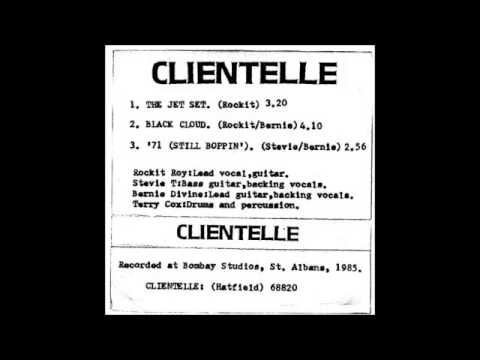 CLIENTELLE
1. THE JET SET. (Rockit) 3.20
2. BLACK CLOUD. (Rockit/Bernie) 4.10
3. '71 (STILL BOPPIN'). (Stevie/Bernie) 2.56
Rockit Roy:Lead vocal,guitar.
Stevie T:Bass guitar,backing vocals.
Bernie Divine:Lead guitar,backing vocals.
Terry Cox:Drums and percussion.
CLIENTELLE
Recorded at Bombay Studios, St. Albans, 1985.
CLIENTELLE: (Hatfield) 68820